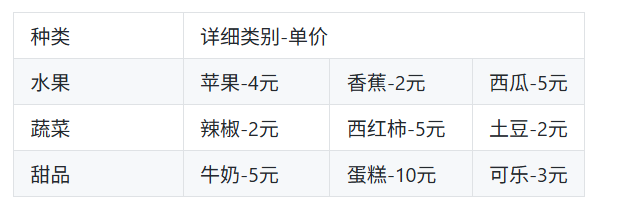 种类 详细类别-单价
水果 苹果-4元 香蕉-2元 西瓜-5元
蔬菜 辣椒-2元 西红柿-5元 土豆-2元
甜品 牛奶-5元 蛋糕-10元 可乐-3元